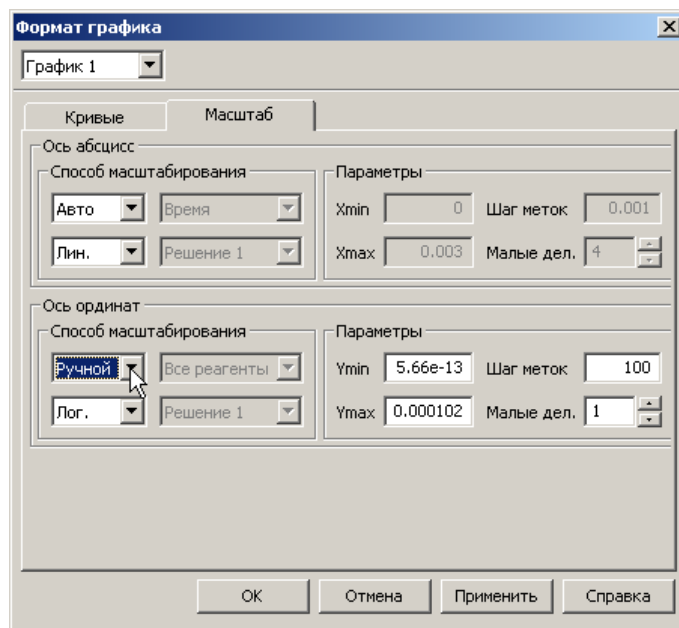 Формат графика
График 1
Кривые Масштаб
Ось абсцисс
Способ масштабирования Параметры
Авто Время Xmin 0 Шаг меток 0.001
Лин. Решение 1 Xmax 0.003 Малые дел. 4
Ось ординат
Способ масштабирования Параметры
Ручной Все реагенты Ymin 5.66e-13 Шаг меток 100
Лог. Решение 1 Ymax 0.000102 Малые дел. 1
OK Отмена Применить Справка